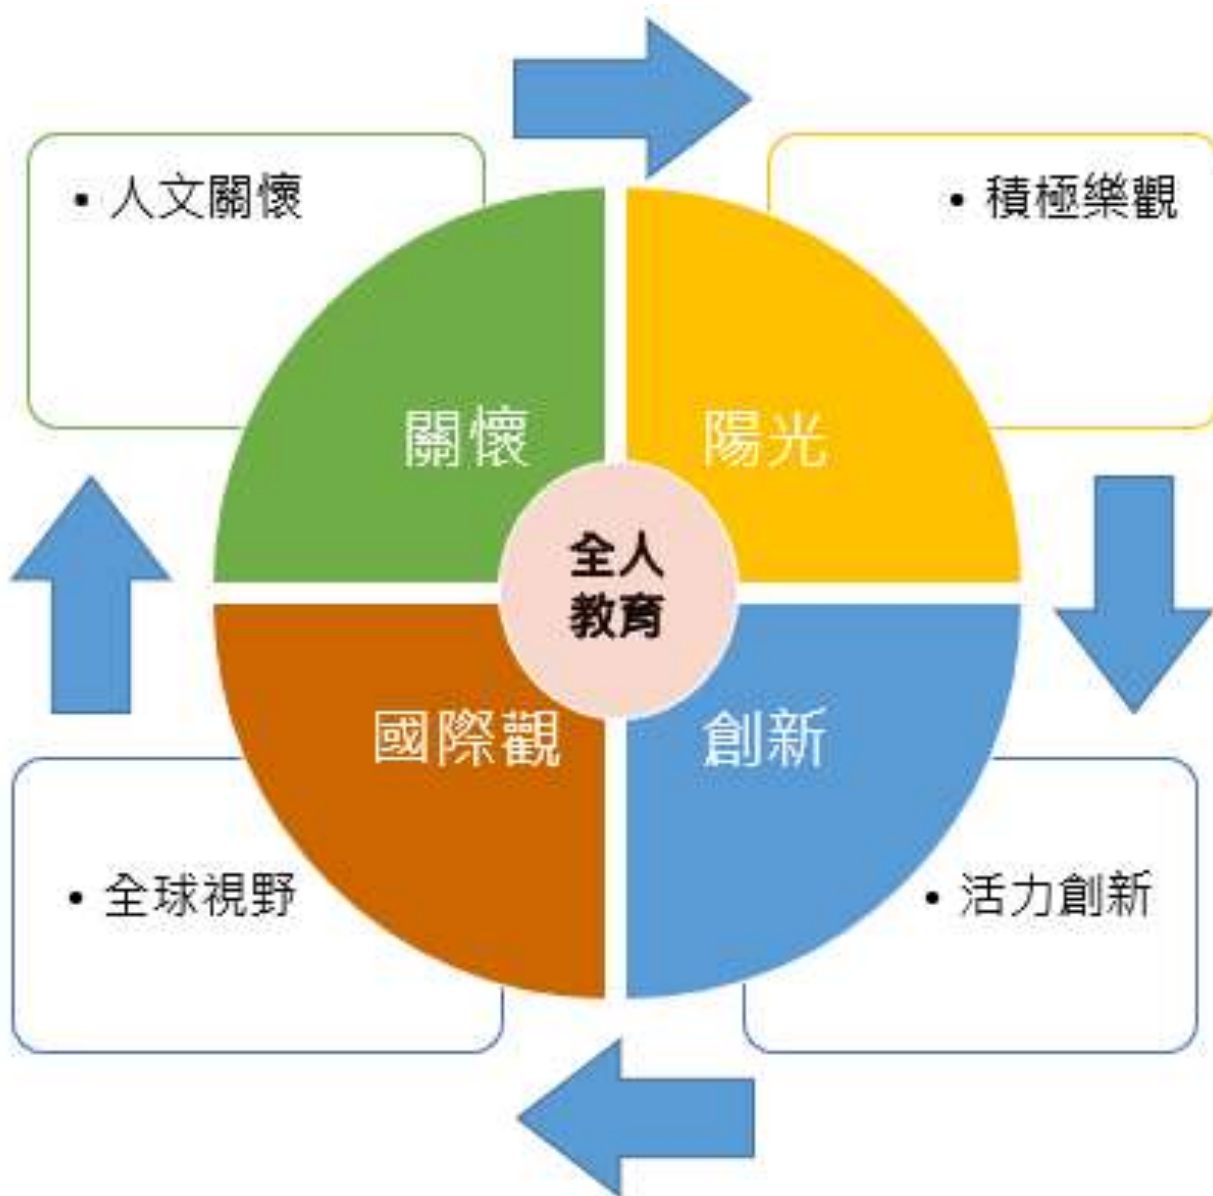 • 人文關懷
• 積極樂觀
關懷
陽光
全人
教育
國際觀
創新
• 全球視野
• 活力創新